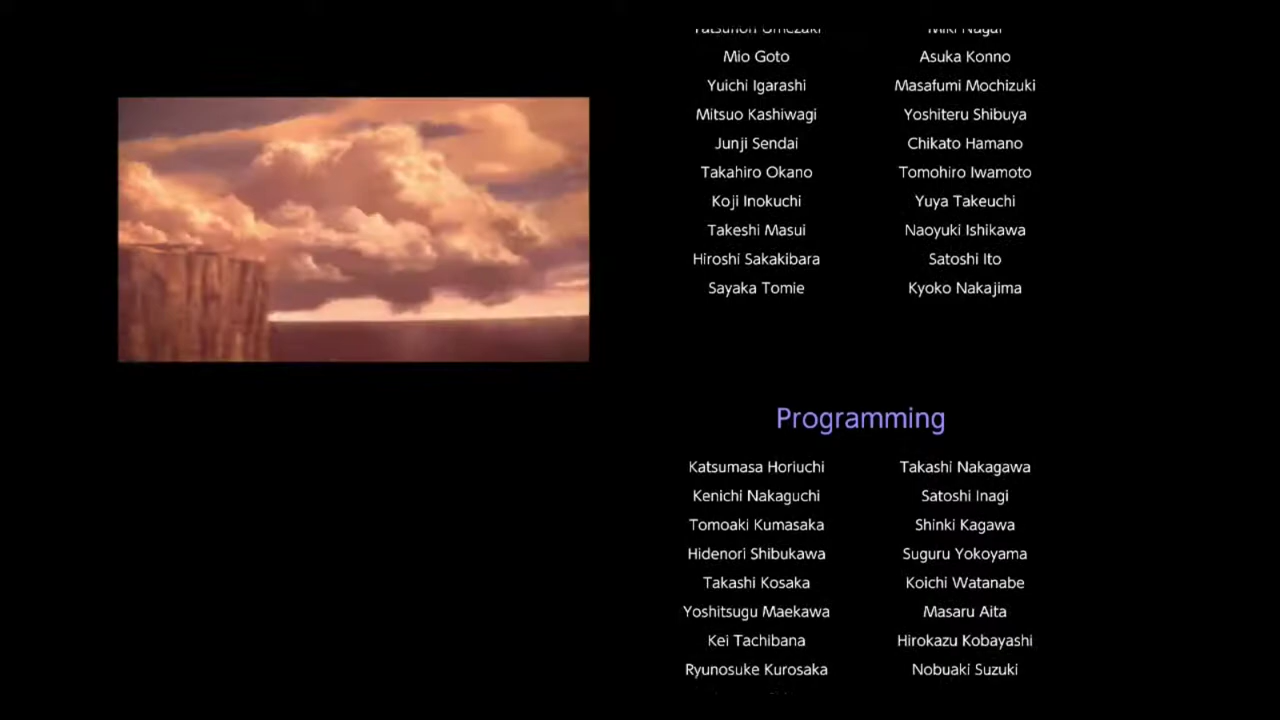 Mio Goto Asuka Konno
Yuichi Igarashi Masafumi Mochizuki
Mitsuo Kashiwagi Yoshiteru Shibuya
Junji Sendai Chikato Hamano
Takahiro Okano Tomohiro Iwamoto
Koji Inokuchi Yuya Takeuchi
Takeshi Masui Naoyuki Ishikawa
Hiroshi Sakakibara Satoshi Ito
Sayaka Tomie Kyoko Nakajima
Programming
Katsumasa Horiuchi Takashi Nakagawa
Kenichi Nakaguchi Satoshi Inagi
Tomoaki Kumasaka Shinki Kagawa
Hidenori Shibukawa Suguru Yokoyama
Takashi Kosaka Koichi Watanabe
Yoshitsugu Maekawa Masaru Aita
Kei Tachibana Hirokazu Kobayashi
Ryunosuke Kurosaka Nobuaki Suzuki